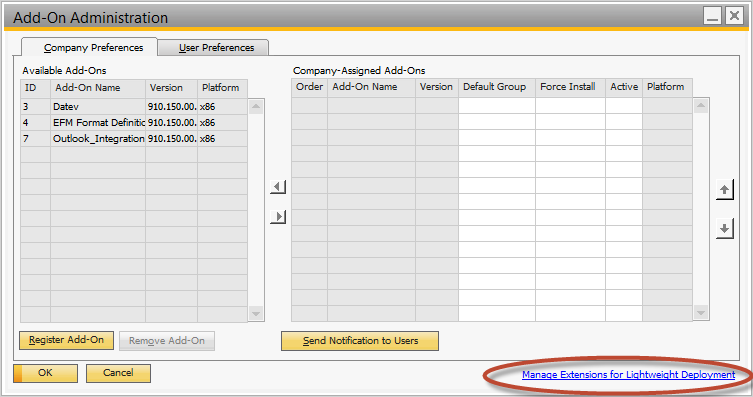 Add-On Administration
Company Preferences User Preferences
Available Add-Ons Company-Assigned Add-Ons
ID Add-On Name Version Platform Order Add-On Name Version Default Group Force Install Active Platform
3 Datev 910.150.00. x86
4 EFM Format Definitic 910.150.00. x86
7 Outlook_Integration 910.150.00. x86
Register Add-On Remove Add-On Send Notification to Users
OK Cancel Manage Extensions for Lightweight Deployment